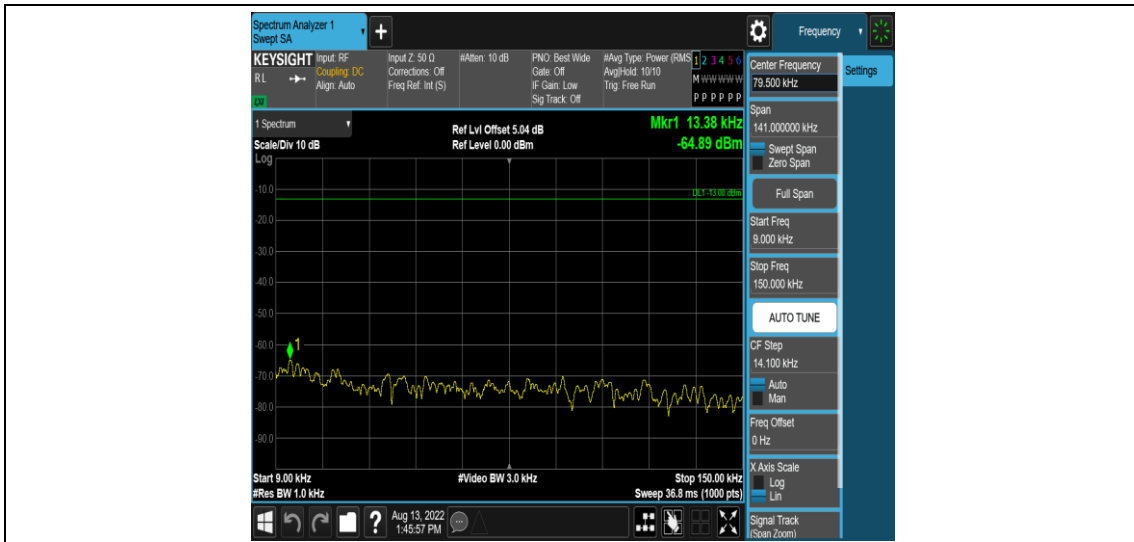 Spectrum Analyzer 1
Swept SA
+
Frequency
KEYSIGHT
RL
LM
Input: RF
Coupling: DC
Align: Auto
Input Z: 50 Ω
Corrections: Off
Freq Ref: Int (S)
#Atten: 10 dB
PNO: Best Wide
Gate: Off
IF Gain: Low
Sig Track: Off
#Avg Type: Power (RMS
Avg|Hold: 10/10
Trig: Free Run
1 2 3 4 5 6
M W W W W W
P P P P P P
1 Spectrum
Scale/Div 10 dB
Log
Ref Lvl Offset 5.04 dB
Ref Level 0.00 dBm
Mkr1 13.38 kHz
-64.89 dBm
DL1 -13.00 dBm
-10.0
-20.0
-30.0
-40.0
-50.0
-60.0
-70.0
-80.0
-90.0
1
Start 9.00 kHz
#Res BW 1.0 kHz
#Video BW 3.0 kHz
Stop 150.00 kHz
Sweep 36.8 ms (1000 pts)
Center Frequency
79.500 kHz
Settings
Span
141.000000 kHz
Swept Span
Zero Span
Full Span
Start Freq
9.000 kHz
Stop Freq
150.000 kHz
AUTO TUNE
CF Step
14.100 kHz
Auto
Man
Freq Offset
0 Hz
X Axis Scale
Log
Lin
Signal Track
(Span Zoom)
?
Aug 13, 2022
1:45:57 PM